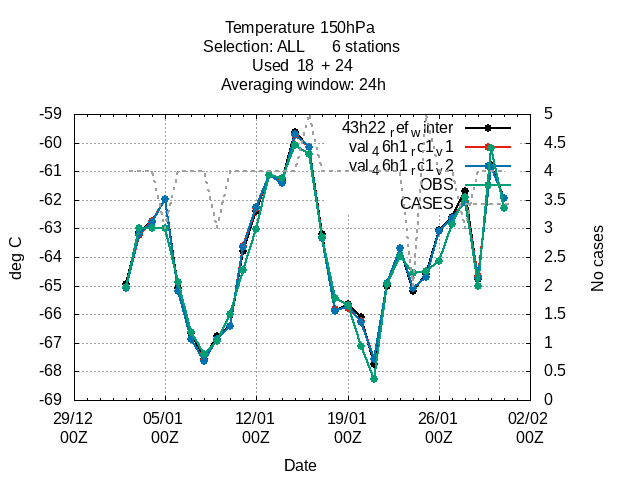 Temperature 150hPa
Selection: ALL 6 stations
Used 18 + 24
Averaging window: 24h
-59
-60
-61
-62
-63
-64
-65
-66
-67
-68
-69
deg C
5
4.5
4
3.5
3
2.5
2
1.5
1
0.5
0
No cases
43h22refwinter
val46h1rc1v1
val46h1rc1v2
OBS
CASES
29/12 05/01 12/01 19/01 26/01 02/02
00Z 00Z 00Z 00Z 00Z 00Z
Date